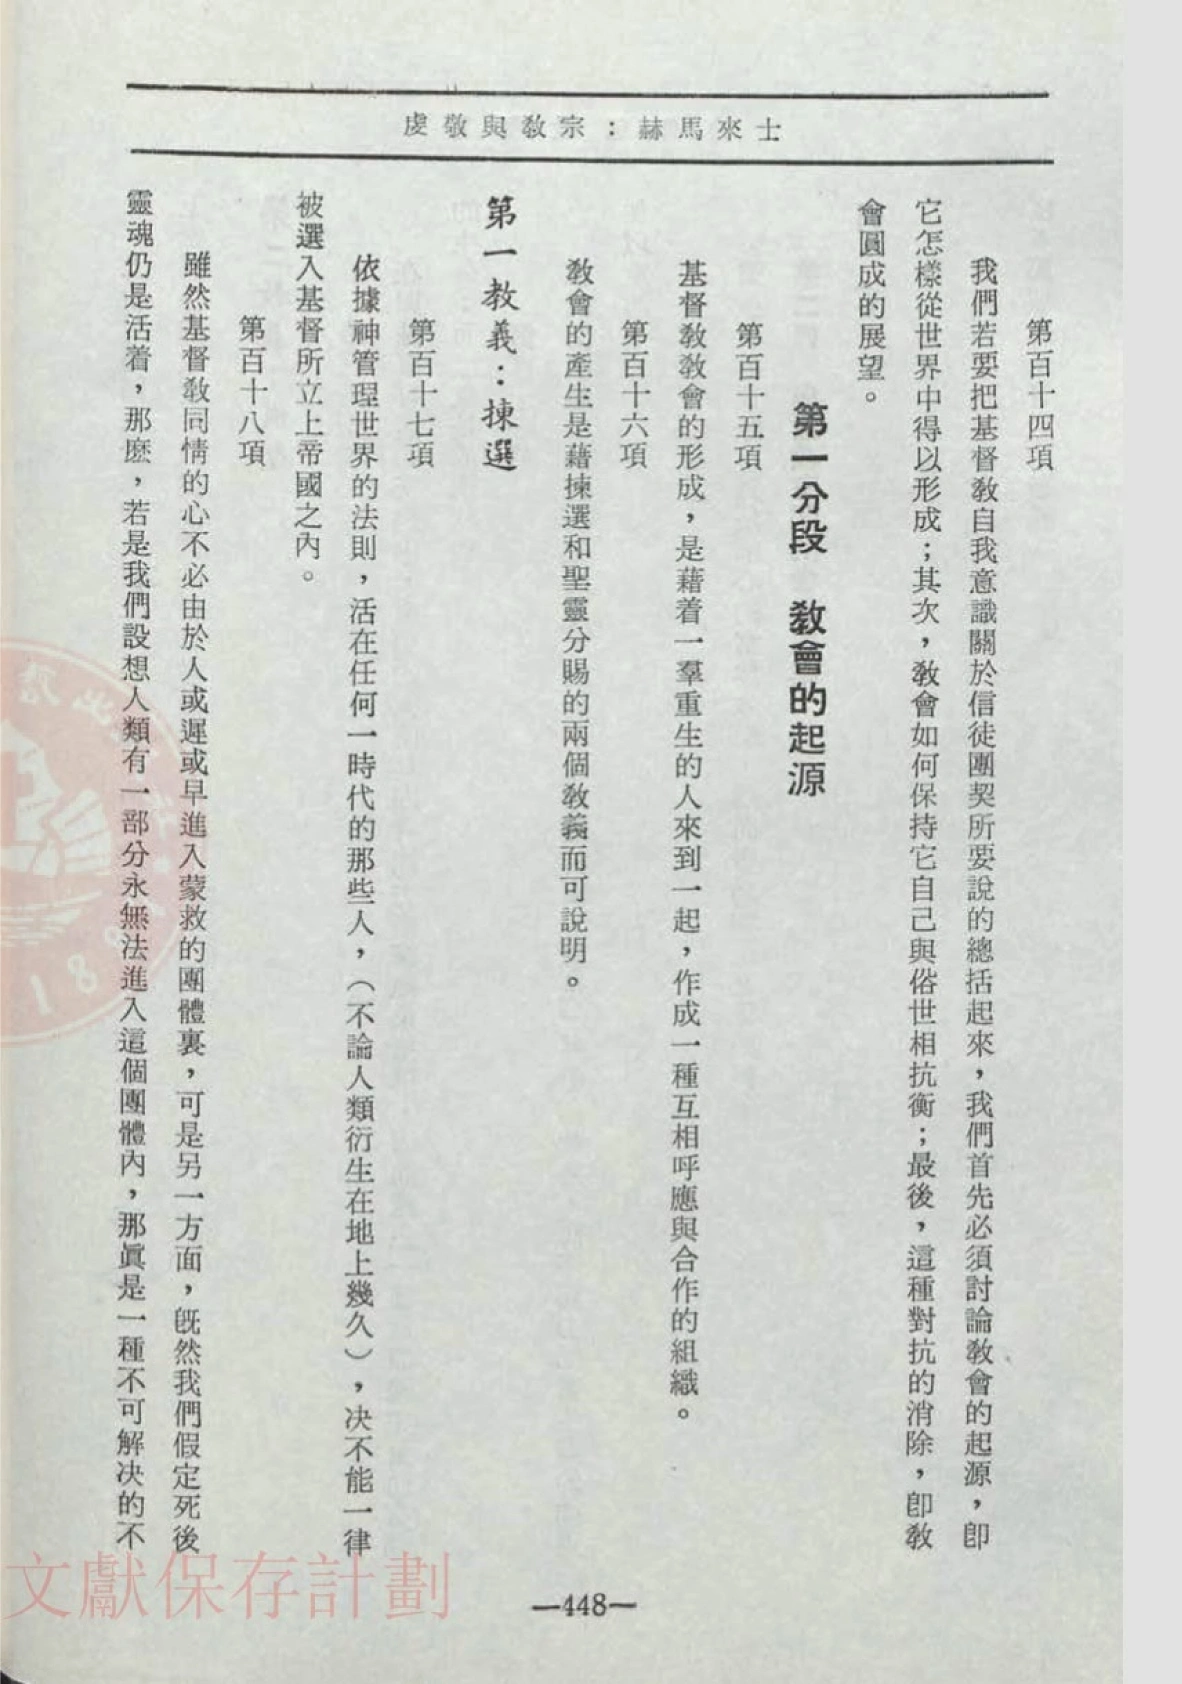 士來馬赫：宗教與敬虔
第百十四項
我們若要把基督教自我意識關於信徒團契所要說的總括起來，我們首先必須討論教會的起源，卽
它怎樣從世界中得以形成；其次，教會如何保持它自己與俗世相抗衡；最後，這種對抗的消除，卽教
會圓成的展望。
第一分段　教會的起源
第百十五項
基督教教會的形成，是藉着一羣重生的人來到一起，作成一種互相呼應與合作的組織。
第百十六項
教會的產生是藉揀選和聖靈分賜的兩個教義而可說明。
第一教義：揀選
第百十七項
依據神管理世界的法則，活在任何一時代的那些人，（不論人類衍生在地上幾久），决不能一律
被選入基督所立上帝國之內。
第百十八項
雖然基督教同情的心不必由於人或遲或早進入蒙救的團體裏，可是另一方面，旣然我們假定死後
靈魂仍是活着，那麽，若是我們設想人類有一部分永無法進入這個團體內，那眞是一種不可解决的不
—448—
文獻保存計劃